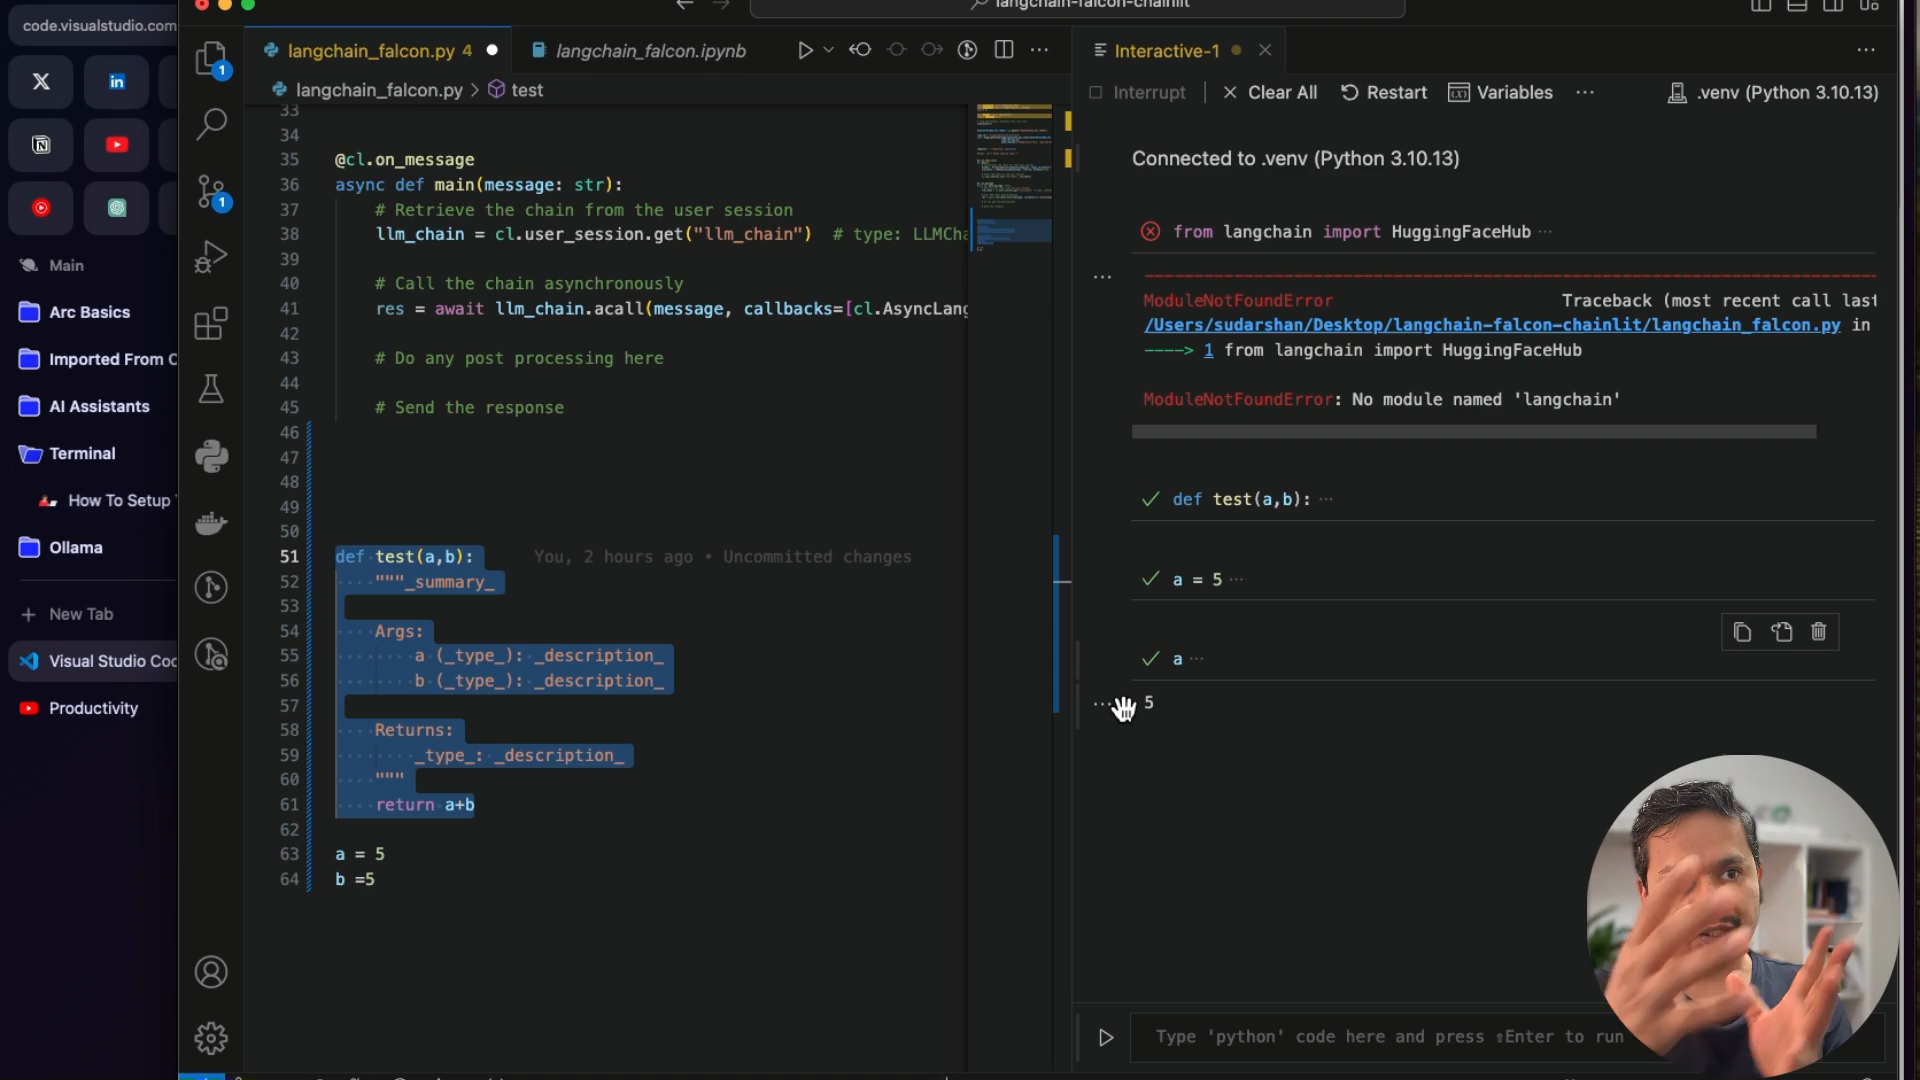 code.visualstudio.com
Main
Arc Basics
Imported From C
AI Assistants
Terminal
How To Setup
Ollama
New Tab
Visual Studio Cod
Productivity
1
1
langchain-falcon-chainlit
langchain_falcon.py 4
langchain_falcon.ipynb
langchain_falcon.py > test
33
34
35 @cl.on_message
36 async def main(message: str):
37 # Retrieve the chain from the user session
38 llm_chain = cl.user_session.get("llm_chain") # type: LLMCha
39
40 # Call the chain asynchronously
41 res = await llm_chain.acall(message, callbacks=[cl.AsyncLang
42
43 # Do any post processing here
44
45 # Send the response
46
47
48
49
50
51 def test(a,b): You, 2 hours ago • Uncommitted changes
52 """_summary_
53
54 Args:
55 a (_type_): _description_
56 b (_type_): _description_
57
58 Returns:
59 _type_: _description_
60 """
61 return a+b
62
63 a = 5
64 b =5
Interactive-1
Interrupt | Clear All Restart Variables ··· .venv (Python 3.10.13)
Connected to .venv (Python 3.10.13)
from langchain import HuggingFaceHub ···
ModuleNotFoundError Traceback (most recent call last
/Users/sudarshan/Desktop/langchain-falcon-chainlit/langchain_falcon.py in
----> 1 from langchain import HuggingFaceHub
ModuleNotFoundError: No module named 'langchain'
def test(a,b): ···
a = 5 ···
a ···
5
Type 'python' code here and press ⇧Enter to run